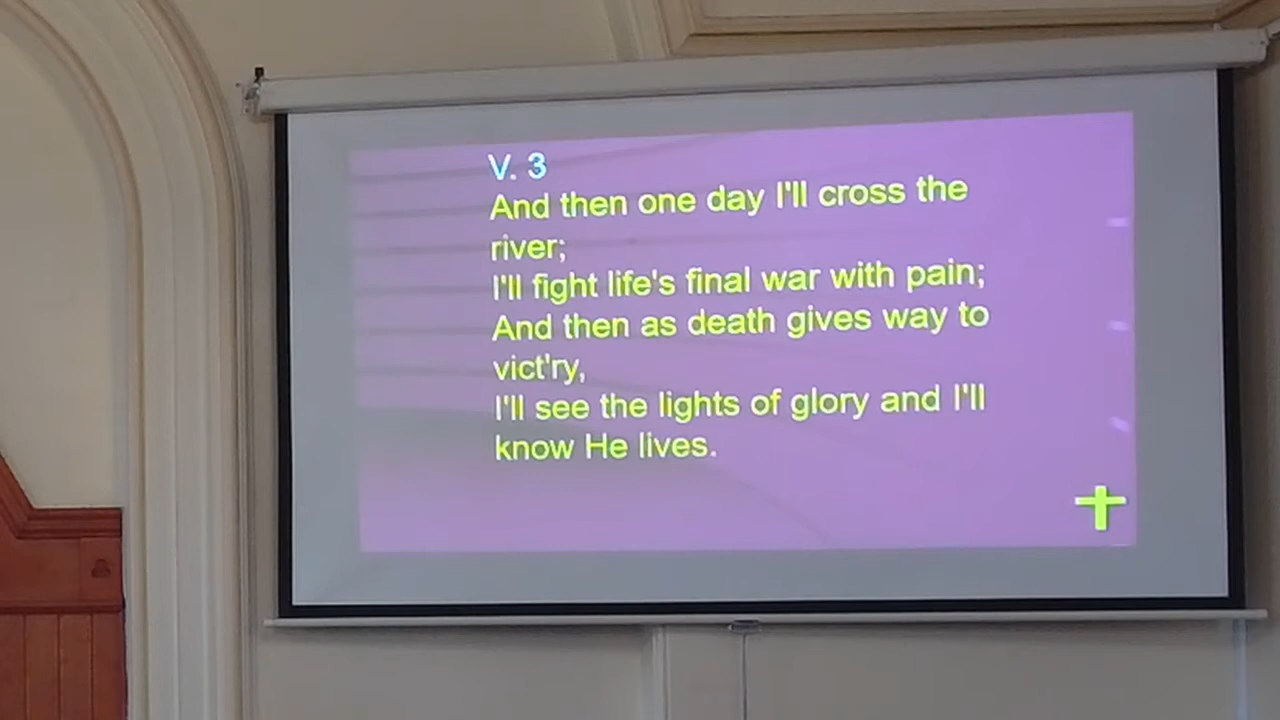 V. 3
And then one day I'll cross the
river;
I'll fight life's final war with pain;
And then as death gives way to
vict'ry,
I'll see the lights of glory and I'll
know He lives.